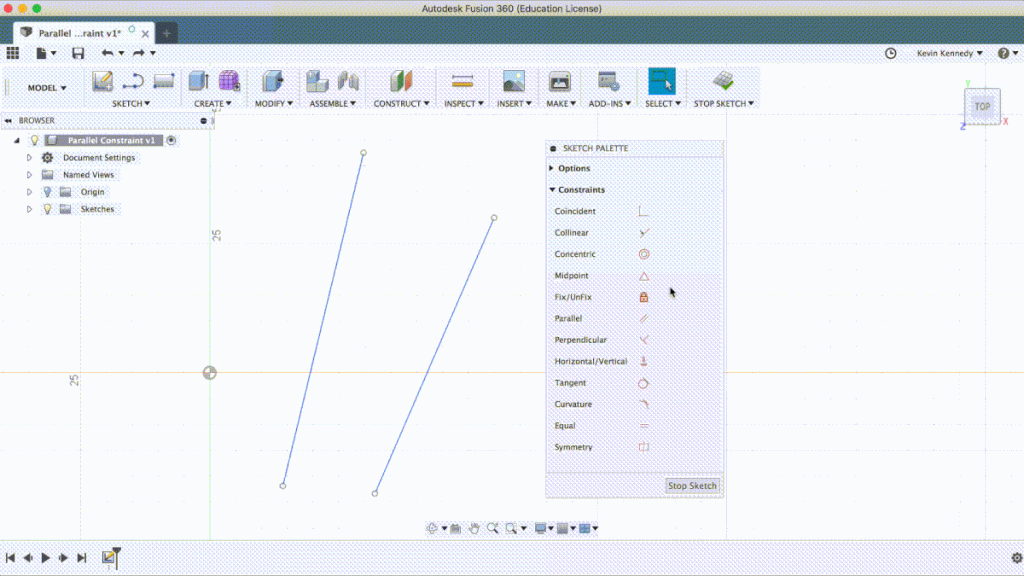 Autodesk Fusion 360 (Education License)
Parallel ...raint v1*
Kevin Kennedy
MODEL
SKETCH
CREATE
MODIFY
ASSEMBLE
CONSTRUCT
INSPECT
INSERT
MAKE
ADD-INS
SELECT
STOP SKETCH
BROWSER
Parallel Constraint v1
Document Settings
Named Views
Origin
Sketches
TOP
X
Y
Z
25
25
SKETCH PALETTE
Options
Constraints
Coincident
Collinear
Concentric
Midpoint
Fix/UnFix
Parallel
Perpendicular
Horizontal/Vertical
Tangent
Curvature
Equal
Symmetry
Stop Sketch